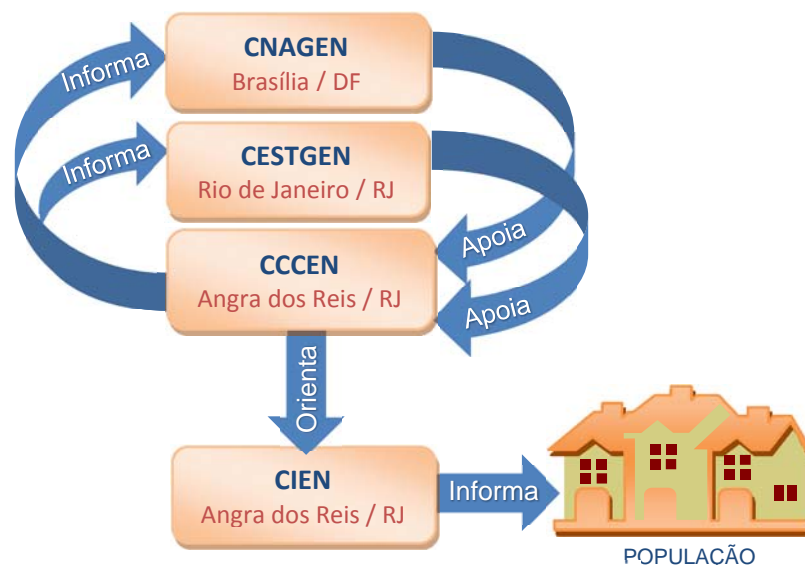 CNAGEN
Brasília / DF
Informa
CESTGEN
Rio de Janeiro / RJ
Informa
CCCEN
Angra dos Reis / RJ
Apoia
Apoia
Orienta
CIEN
Angra dos Reis / RJ
Informa
POPULAÇÃO